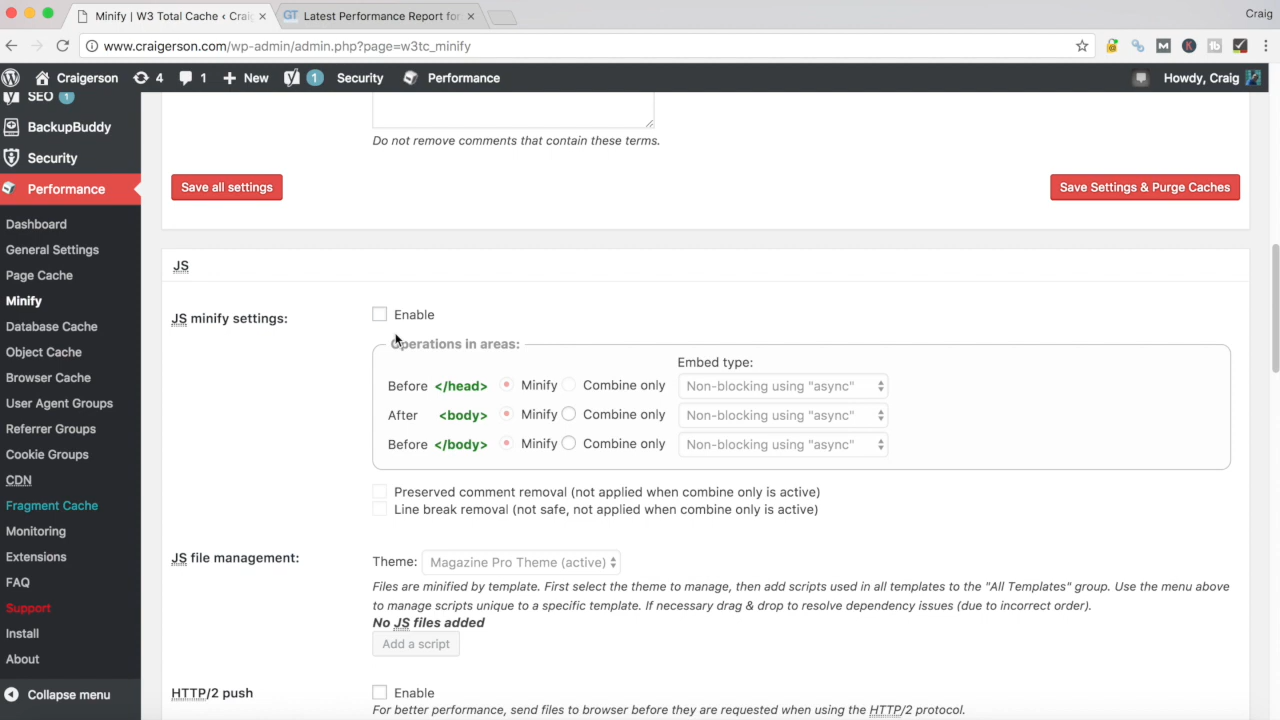 Minify | W3 Total Cache ‹ Craig
GT Latest Performance Report for
Craig
www.craigerson.com/wp-admin/admin.php?page=w3tc_minify
Craigerson 4 1 New 1 Security Performance Howdy, Craig
SEO 1
BackupBuddy
Security
Performance
Dashboard
General Settings
Page Cache
Minify
Database Cache
Object Cache
Browser Cache
User Agent Groups
Referrer Groups
Cookie Groups
CDN
Fragment Cache
Monitoring
Extensions
FAQ
Support
Install
About
Collapse menu
Do not remove comments that contain these terms.
Save all settings
Save Settings & Purge Caches
JS
JS minify settings:
Enable
Operations in areas:
Embed type:
Before </head> Minify Combine only Non-blocking using "async"
After <body> Minify Combine only Non-blocking using "async"
Before </body> Minify Combine only Non-blocking using "async"
Preserved comment removal (not applied when combine only is active)
Line break removal (not safe, not applied when combine only is active)
JS file management:
Theme: Magazine Pro Theme (active)
Files are minified by template. First select the theme to manage, then add scripts used in all templates to the "All Templates" group. Use the menu above
to manage scripts unique to a specific template. If necessary drag & drop to resolve dependency issues (due to incorrect order).
No JS files added
Add a script
HTTP/2 push
Enable
For better performance, send files to browser before they are requested when using the HTTP/2 protocol.